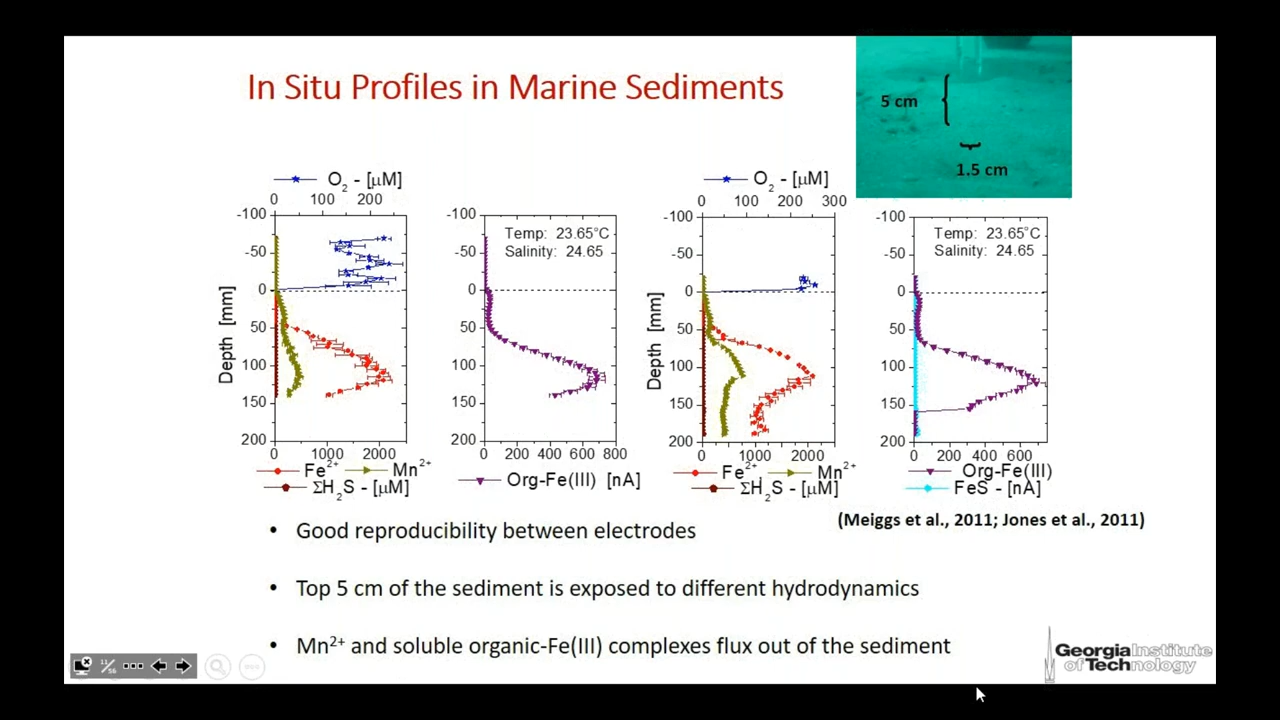 In Situ Profiles in Marine Sediments
5 cm
1.5 cm
O2 - [µM]
0 100 200
-100
-50
0
50
100
150
200
Depth [mm]
0 1000 2000
Fe2+ Mn2+
ΣH2S - [µM]
-100
-50
0
50
100
150
200
Temp: 23.65°C
Salinity: 24.65
0 200 400 600 800
Org-Fe(III) [nA]
O2 - [µM]
0 100 200 300
-100
-50
0
50
100
150
200
Depth [mm]
0 1000 2000
Fe2+ Mn2+
ΣH2S - [µM]
-100
-50
0
50
100
150
200
Temp: 23.65°C
Salinity: 24.65
0 200 400 600
Org-Fe(III)
FeS - [nA]
(Meiggs et al., 2011; Jones et al., 2011)
• Good reproducibility between electrodes
• Top 5 cm of the sediment is exposed to different hydrodynamics
• Mn2+ and soluble organic-Fe(III) complexes flux out of the sediment
11/56
Georgia Institute
of Technology